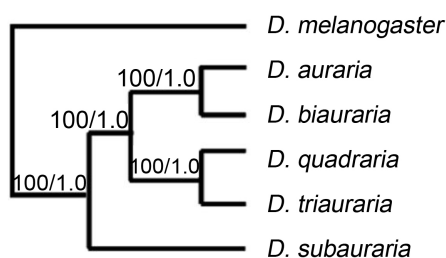 D. melanogaster
100/1.0 D. auraria
100/1.0 D. biauraria
100/1.0 D. quadraria
100/1.0 D. triauraria
D. subauraria